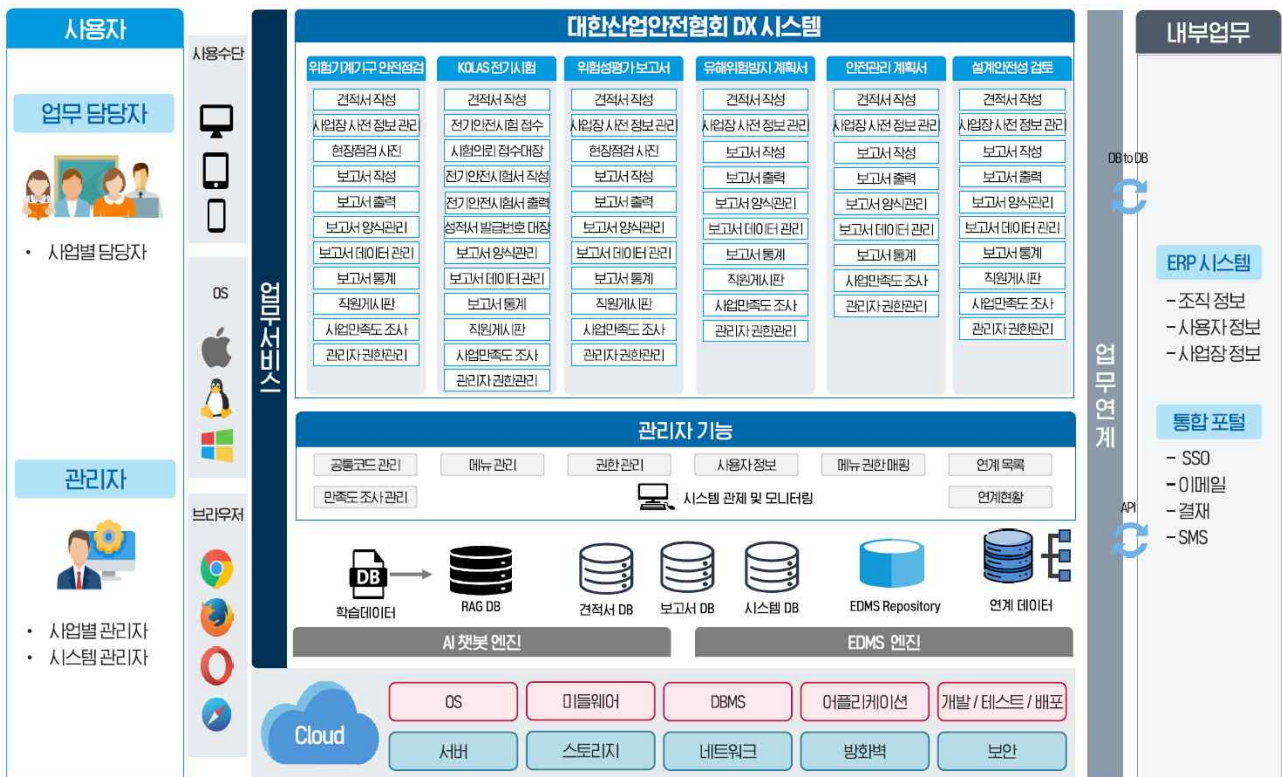 사용자
업무 담당자
• 사업별 담당자
관리자
• 사업별 관리자
• 시스템 관리자
사용수단
OS
브라우저
업무서비스
대한산업안전협회 DX 시스템
위험기계기구 안전점검
견적서 작성
사업장 사전 정보 관리
현장점검 사진
보고서 작성
보고서 출력
보고서 양식관리
보고서 데이터 관리
보고서 통계
직원게시판
사업만족도 조사
관리자 권한관리
KOLAS 전기시험
견적서 작성
전기안전시험 접수
시험의뢰 접수대장
전기안전시험서 작성
전기안전시험서 출력
성적서 발급번호 대장
보고서 양식관리
보고서 데이터 관리
보고서 통계
직원게시판
사업만족도 조사
관리자 권한관리
위험성평가 보고서
견적서 작성
사업장 사전 정보 관리
현장점검 사진
보고서 작성
보고서 출력
보고서 양식관리
보고서 데이터 관리
보고서 통계
직원게시판
사업만족도 조사
관리자 권한관리
유해위험방지 계획서
견적서 작성
사업장 사전 정보 관리
보고서 작성
보고서 출력
보고서 양식관리
보고서 데이터 관리
보고서 통계
직원게시판
사업만족도 조사
관리자 권한관리
안전관리 계획서
견적서 작성
사업장 사전 정보 관리
보고서 작성
보고서 출력
보고서 양식관리
보고서 데이터 관리
보고서 통계
사업만족도 조사
관리자 권한관리
설계안전성 검토
견적서 작성
사업장 사전 정보 관리
보고서 작성
보고서 출력
보고서 양식관리
보고서 데이터 관리
보고서 통계
직원게시판
사업만족도 조사
관리자 권한관리
관리자 기능
공통코드 관리
메뉴 관리
권한 관리
사용자 정보
메뉴 권한 매핑
연계 목록
만족도 조사 관리
시스템 관제 및 모니터링
연계현황
DB
학습데이터
RAG DB
견적서 DB
보고서 DB
시스템 DB
EDMS Repository
연계 데이터
AI 챗봇 엔진
EDMS 엔진
Cloud
OS
미들웨어
DBMS
어플리케이션
개발 / 테스트 / 배포
서버
스토리지
네트워크
방화벽
보안
업무연계
DB to DB
API
내부업무
ERP 시스템
- 조직 정보
- 사용자 정보
- 사업장 정보
통합 포털
- SSO
- 이메일
- 결재
- SMS